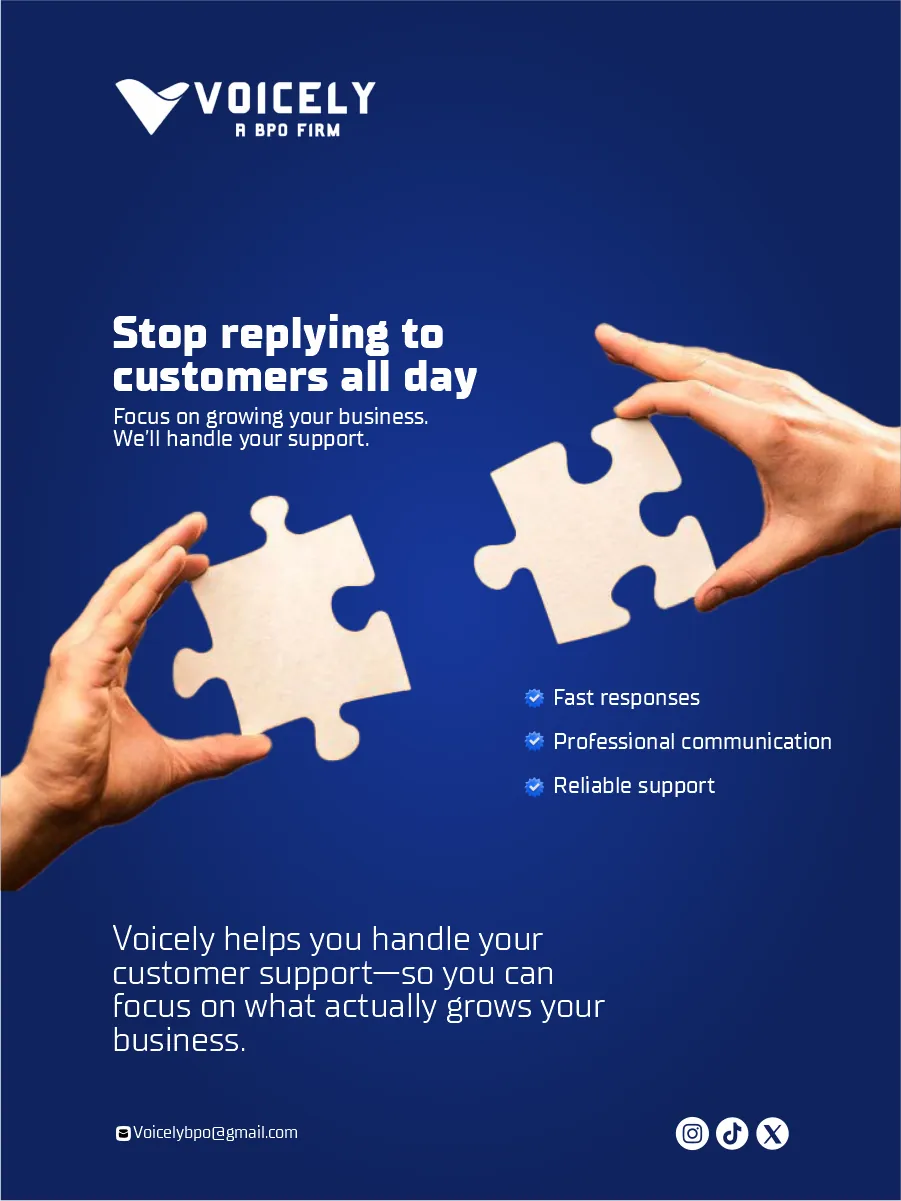 VOICELY
A BPO FIRM
Stop replying to
customers all day
Focus on growing your business.
We'll handle your support.
Fast responses
Professional communication
Reliable support
Voicely helps you handle your
customer support—so you can
focus on what actually grows your
business.
Voicelybpo@gmail.com